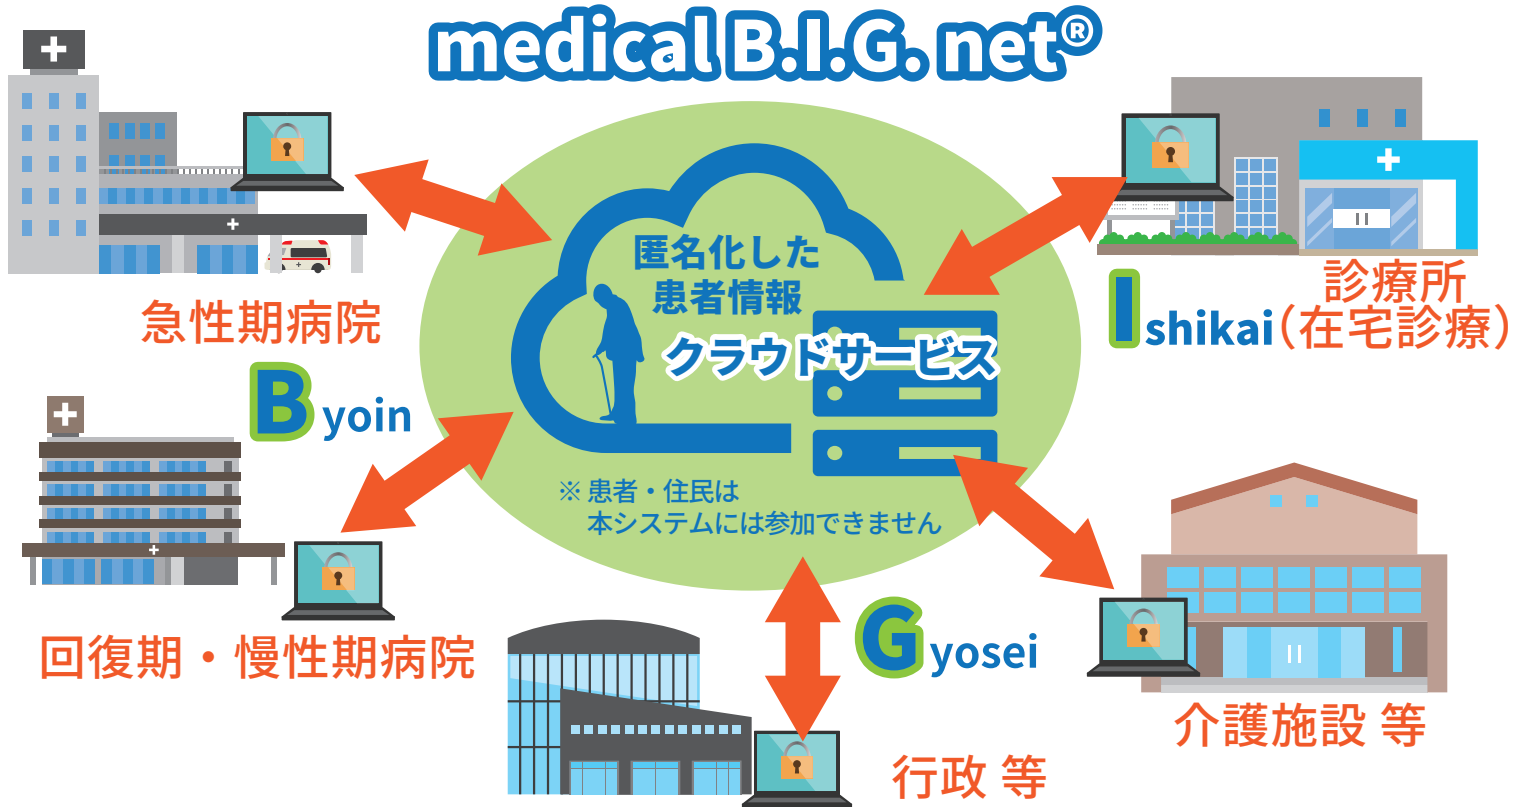 medical B.I.G. net®
匿名化した
患者情報
クラウドサービス
※ 患者・住民は
本システムには参加できません
急性期病院
Byoin
回復期・慢性期病院
診療所
Ishikai（在宅診療）
Gyosei
行政 等
介護施設 等